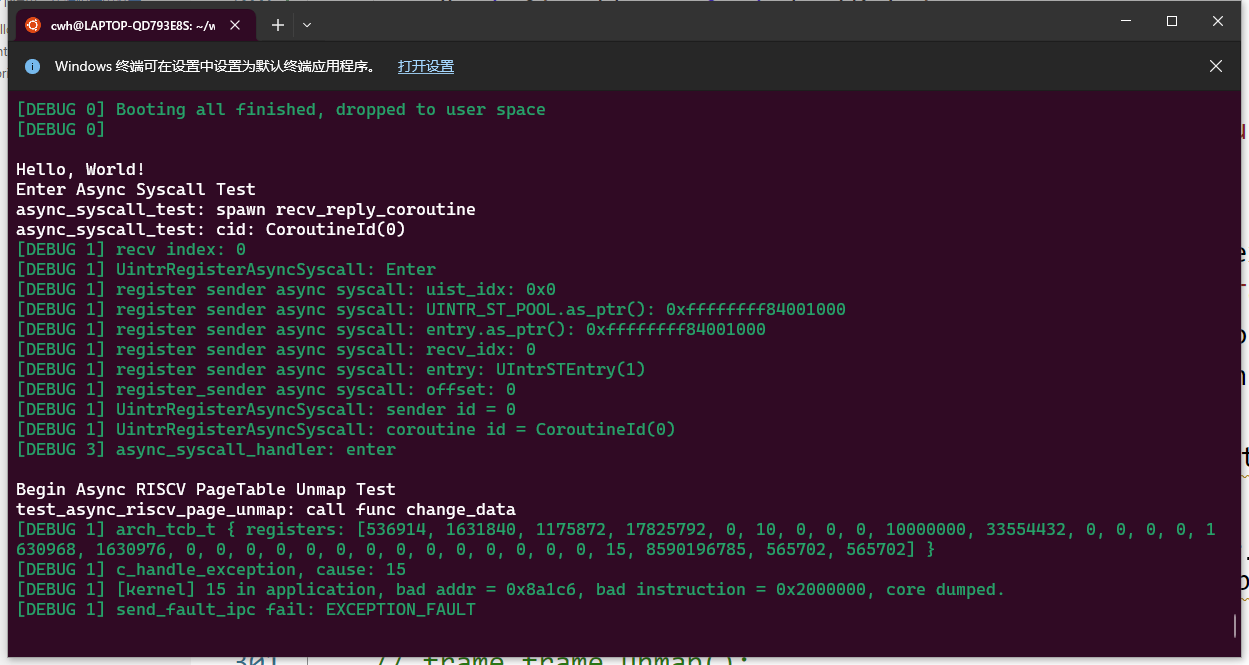 cwh@LAPTOP-QD793E8S: ~/w
Windows 终端可在设置中设置为默认终端应用程序。 打开设置
[DEBUG 0] Booting all finished, dropped to user space
[DEBUG 0]
Hello, World!
Enter Async Syscall Test
async_syscall_test: spawn recv_reply_coroutine
async_syscall_test: cid: CoroutineId(0)
[DEBUG 1] recv index: 0
[DEBUG 1] UintrRegisterAsyncSyscall: Enter
[DEBUG 1] register sender async syscall: uist_idx: 0x0
[DEBUG 1] register sender async syscall: UINTR_ST_POOL.as_ptr(): 0xffffffff84001000
[DEBUG 1] register sender async syscall: entry.as_ptr(): 0xffffffff84001000
[DEBUG 1] register sender async syscall: recv_idx: 0
[DEBUG 1] register sender async syscall: entry: UIntrSTEntry(1)
[DEBUG 1] register_sender async syscall: offset: 0
[DEBUG 1] UintrRegisterAsyncSyscall: sender id = 0
[DEBUG 1] UintrRegisterAsyncSyscall: coroutine id = CoroutineId(0)
[DEBUG 3] async_syscall_handler: enter
Begin Async RISCV PageTable Unmap Test
test_async_riscv_page_unmap: call func change_data
[DEBUG 1] arch_tcb_t { registers: [536914, 1631840, 1175872, 17825792, 0, 10, 0, 0, 0, 10000000, 33554432, 0, 0, 0, 0, 1
630968, 1630976, 0, 0, 0, 0, 0, 0, 0, 0, 0, 0, 0, 0, 0, 0, 15, 8590196785, 565702, 565702] }
[DEBUG 1] c_handle_exception, cause: 15
[DEBUG 1] [kernel] 15 in application, bad addr = 0x8a1c6, bad instruction = 0x2000000, core dumped.
[DEBUG 1] send_fault_ipc fail: EXCEPTION_FAULT
301 // frame.frame_unmap();